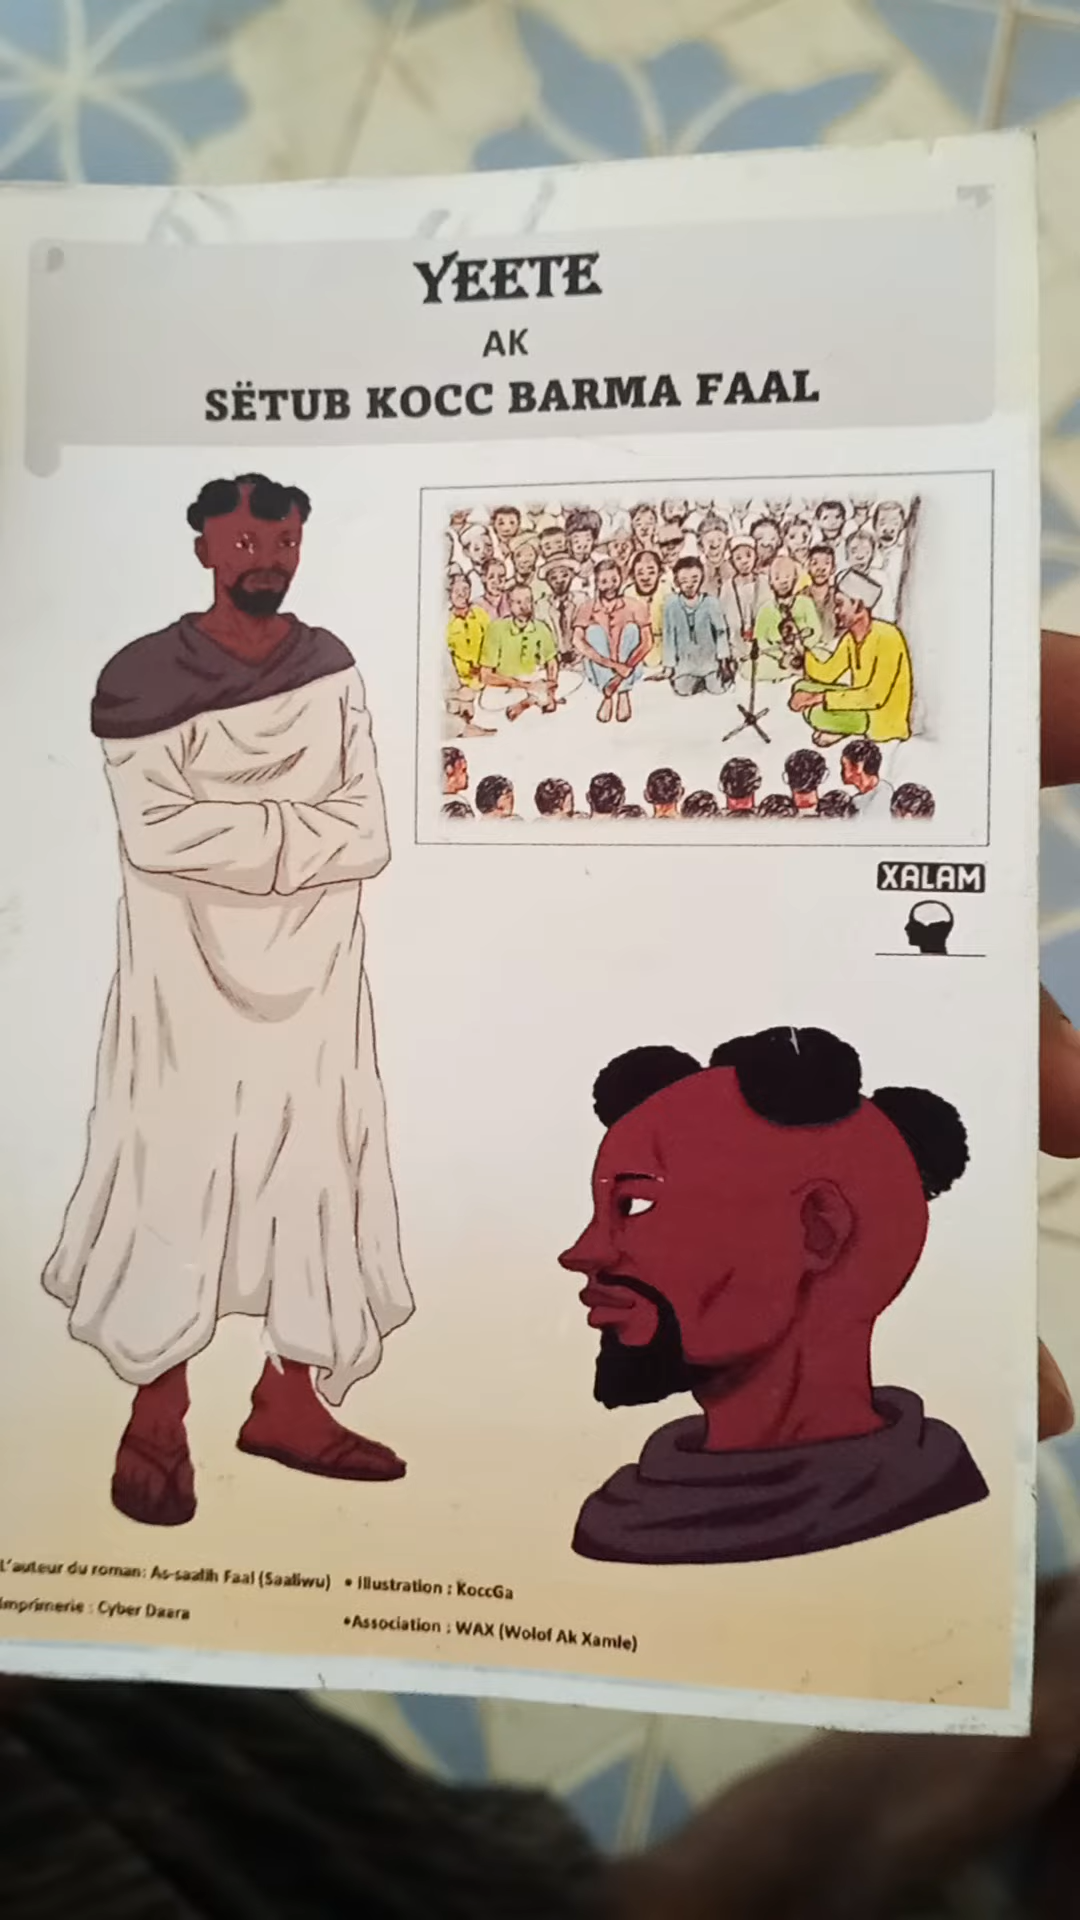 YEETE
AK
SËTUB KOCC BARMA FAAL
XALAM
L'auteur du roman: As-saalih Faal (Saaliwu) • Illustration : KoccGa
Imprimerie : Cyber Daara
•Association : WAX (Wolof Ak Xamle)